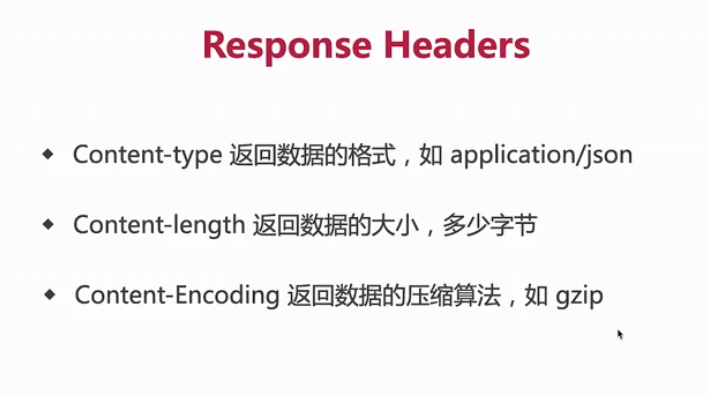 Response Headers
Content-type 返回数据的格式，如 application/json
Content-length 返回数据的大小，多少字节
Content-Encoding 返回数据的压缩算法，如 gzip